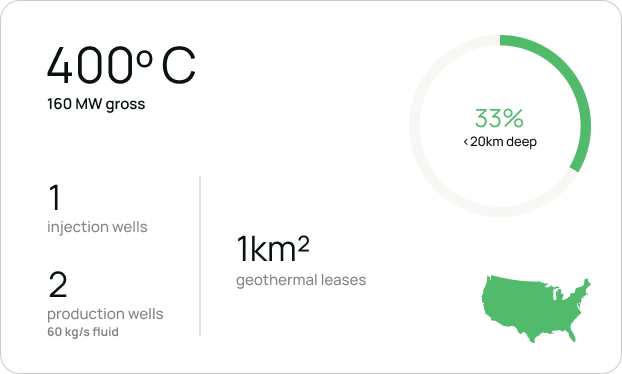 400º C
160 MW gross
33%
<20km deep
1
injection wells
2
production wells
60 kg/s fluid
1km²
geothermal leases